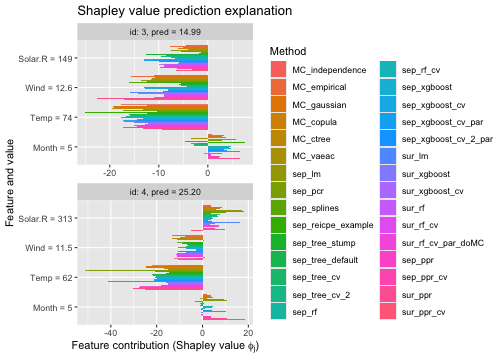 Shapley value prediction explanation
id: 3, pred = 14.99
Solar.R = 149
Wind = 12.6
Temp = 74
Month = 5
-20 -10 0
id: 4, pred = 25.20
Solar.R = 313
Wind = 11.5
Temp = 62
Month = 5
-40 -20 0 20
Feature contribution (Shapley value ϕj)
Feature and value
Method
MC_independence
MC_empirical
MC_gaussian
MC_copula
MC_ctree
MC_vaeac
sep_lm
sep_pcr
sep_splines
sep_reicpe_example
sep_tree_stump
sep_tree_default
sep_tree_cv
sep_tree_cv_2
sep_rf
sep_rf_cv
sep_xgboost
sep_xgboost_cv
sep_xgboost_cv_par
sep_xgboost_cv_2_par
sur_lm
sur_xgboost
sur_xgboost_cv
sur_rf
sur_rf_cv
sur_rf_cv_par_doMC
sep_ppr
sep_ppr_cv
sur_ppr
sur_ppr_cv